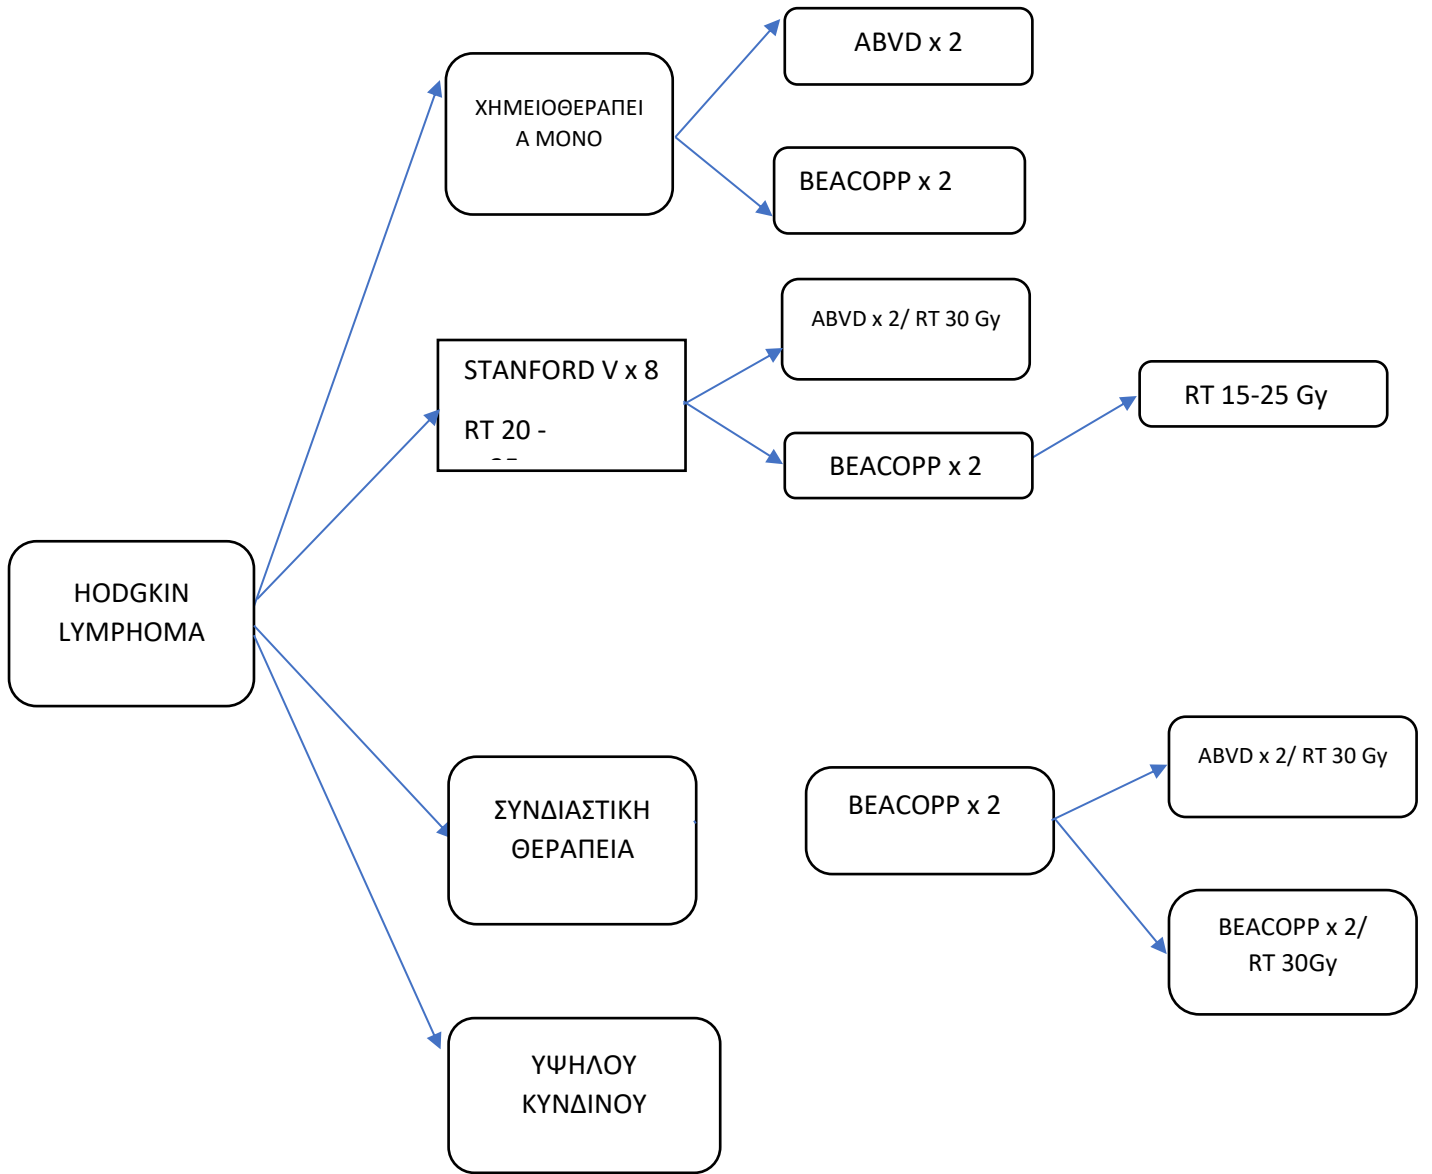 ABVD x 2
ΧΗΜΕΙΟΘΕΡΑΠΕΙ
Α ΜΟΝΟ
BEACOPP x 2
ABVD x 2/ RT 30 Gy
STANFORD V x 8
RT 20 -
RT 15-25 Gy
BEACOPP x 2
HODGKIN
LYMPHOMA
ABVD x 2/ RT 30 Gy
BEACOPP x 2
ΣΥΝΔΙΑΣΤΙΚΗ
ΘΕΡΑΠΕΙΑ
BEACOPP x 2/
RT 30Gy
ΥΨΗΛΟΥ
ΚΥΝΔΙΝΟΥ